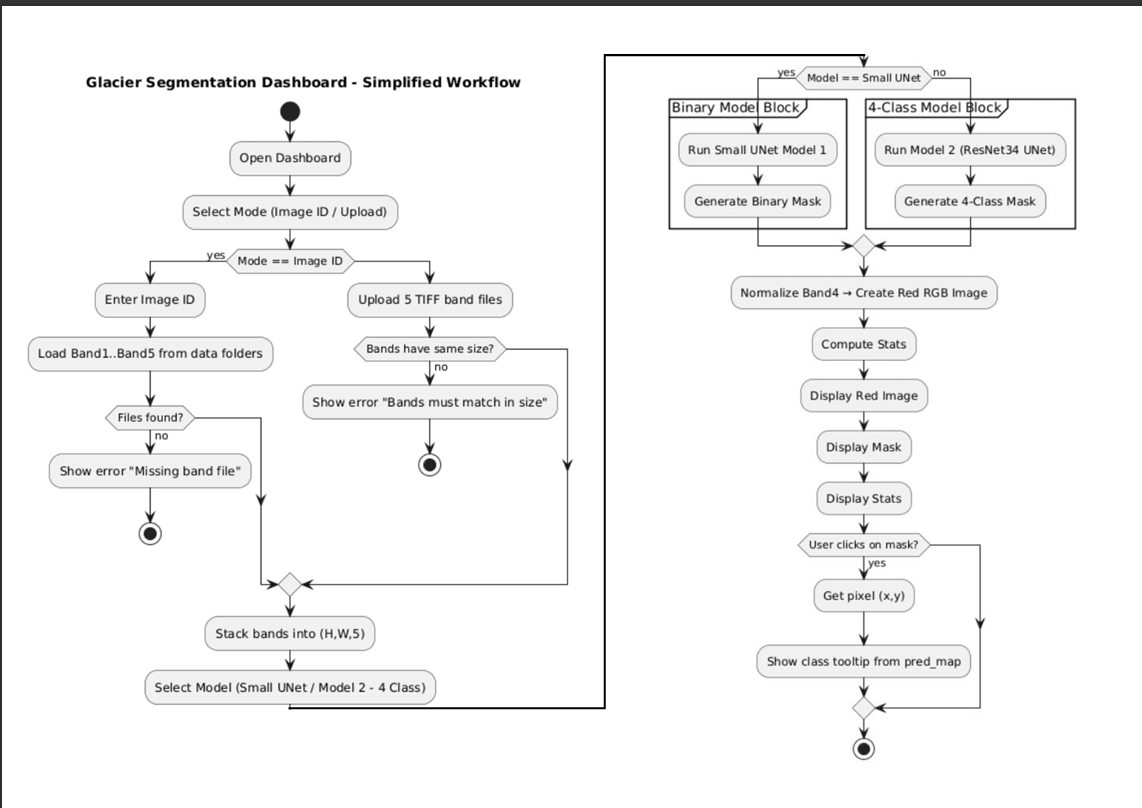 Glacier Segmentation Dashboard - Simplified Workflow
Open Dashboard
Select Mode (Image ID / Upload)
yes
Mode == Image ID
Enter Image ID
Load Band1..Band5 from data folders
Files found?
no
Show error "Missing band file"
Upload 5 TIFF band files
Bands have same size?
no
Show error "Bands must match in size"
Stack bands into (H,W,5)
Select Model (Small UNet / Model 2 - 4 Class)
yes
Model == Small UNet
no
Binary Model Block
Run Small UNet Model 1
Generate Binary Mask
4-Class Model Block
Run Model 2 (ResNet34 UNet)
Generate 4-Class Mask
Normalize Band4 → Create Red RGB Image
Compute Stats
Display Red Image
Display Mask
Display Stats
User clicks on mask?
yes
Get pixel (x,y)
Show class tooltip from pred_map